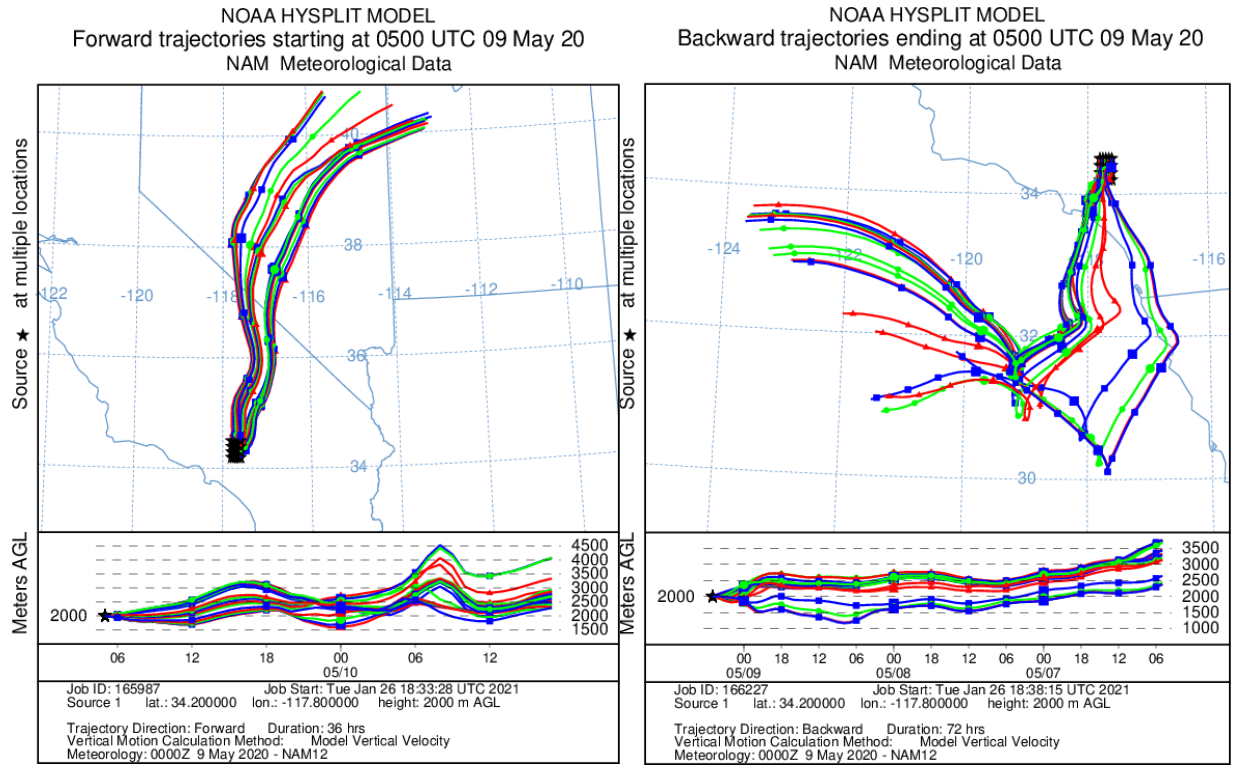 NOAA HYSPLIT MODEL
Forward trajectories starting at 0500 UTC 09 May 20
NAM Meteorological Data
Source ★ at multiple locations
40
38
-122
-120
-118
-116
-114
-112
-110
36
34
Meters AGL
4500
4000
3500
3000
2500
2000
2000
1500
06
12
18
00
06
12
05/10
Job ID: 165987 Job Start: Tue Jan 26 18:33:28 UTC 2021
Source 1 lat.: 34.200000 lon.: -117.800000 height: 2000 m AGL
Trajectory Direction: Forward Duration: 36 hrs
Vertical Motion Calculation Method: Model Vertical Velocity
Meteorology: 0000Z 9 May 2020 - NAM12
NOAA HYSPLIT MODEL
Backward trajectories ending at 0500 UTC 09 May 20
NAM Meteorological Data
Source ★ at multiple locations
34
-124
-122
-120
-116
32
30
Meters AGL
3500
3000
2500
2000
2000
1500
1000
00
18
12
06
00
18
12
06
00
18
12
06
05/09
05/08
05/07
Job ID: 166227 Job Start: Tue Jan 26 18:38:15 UTC 2021
Source 1 lat.: 34.200000 lon.: -117.800000 height: 2000 m AGL
Trajectory Direction: Backward Duration: 72 hrs
Vertical Motion Calculation Method: Model Vertical Velocity
Meteorology: 0000Z 9 May 2020 - NAM12